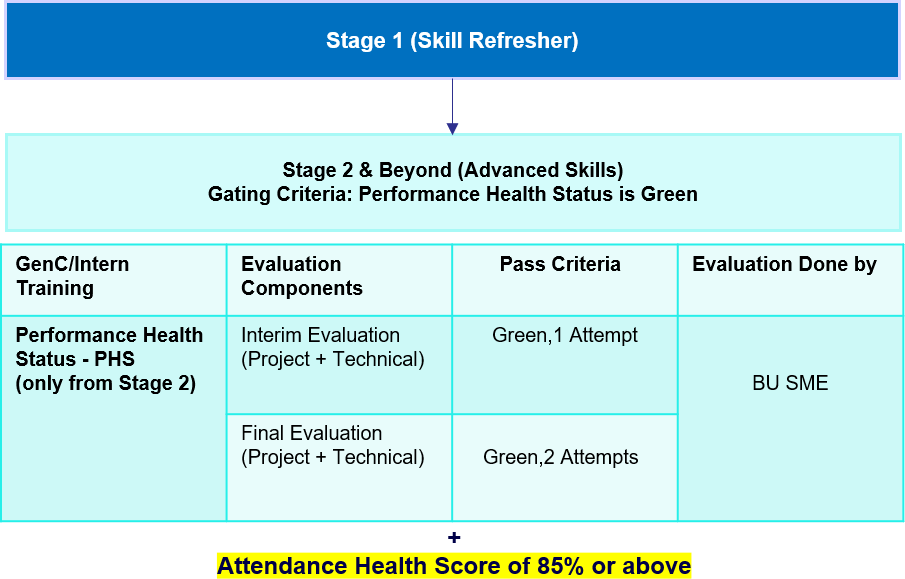 Stage 1 (Skill Refresher)
Stage 2 & Beyond (Advanced Skills)
Gating Criteria: Performance Health Status is Green
GenC/Intern
Training
Evaluation
Components
Pass Criteria
Evaluation Done by
Performance Health
Status - PHS
(only from Stage 2)
Interim Evaluation
(Project + Technical)
Green,1 Attempt
BU SME
Final Evaluation
(Project + Technical)
Green,2 Attempts
+
Attendance Health Score of 85% or above